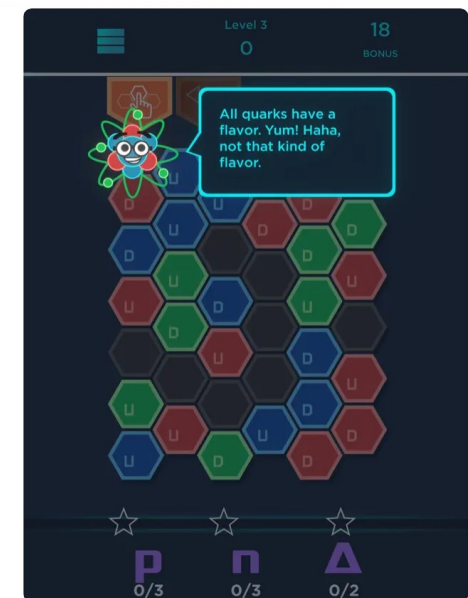 Level 3
0
18
BONUS
All quarks have a
flavor. Yum! Haha,
not that kind of
flavor.
U
D
U
D
U
D
D
D
D
U
U
D
U
U
D
U
D
U
U
D
U
U
D
U
D
D
p
n
Δ
0/3
0/3
0/2